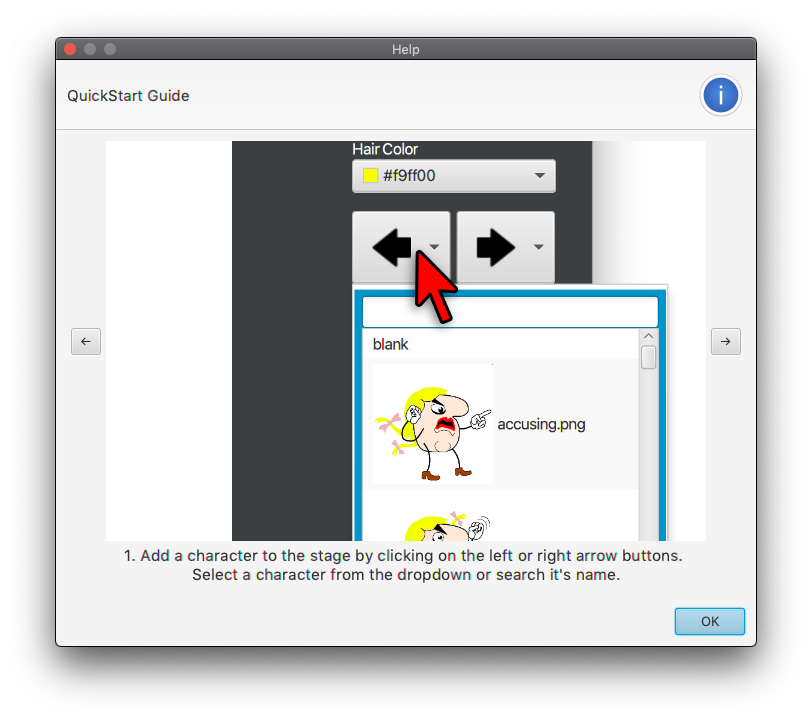 Help
QuickStart Guide
i
Hair Color
#f9ff00
blank
accusing.png
1. Add a character to the stage by clicking on the left or right arrow buttons.
Select a character from the dropdown or search it's name.
OK